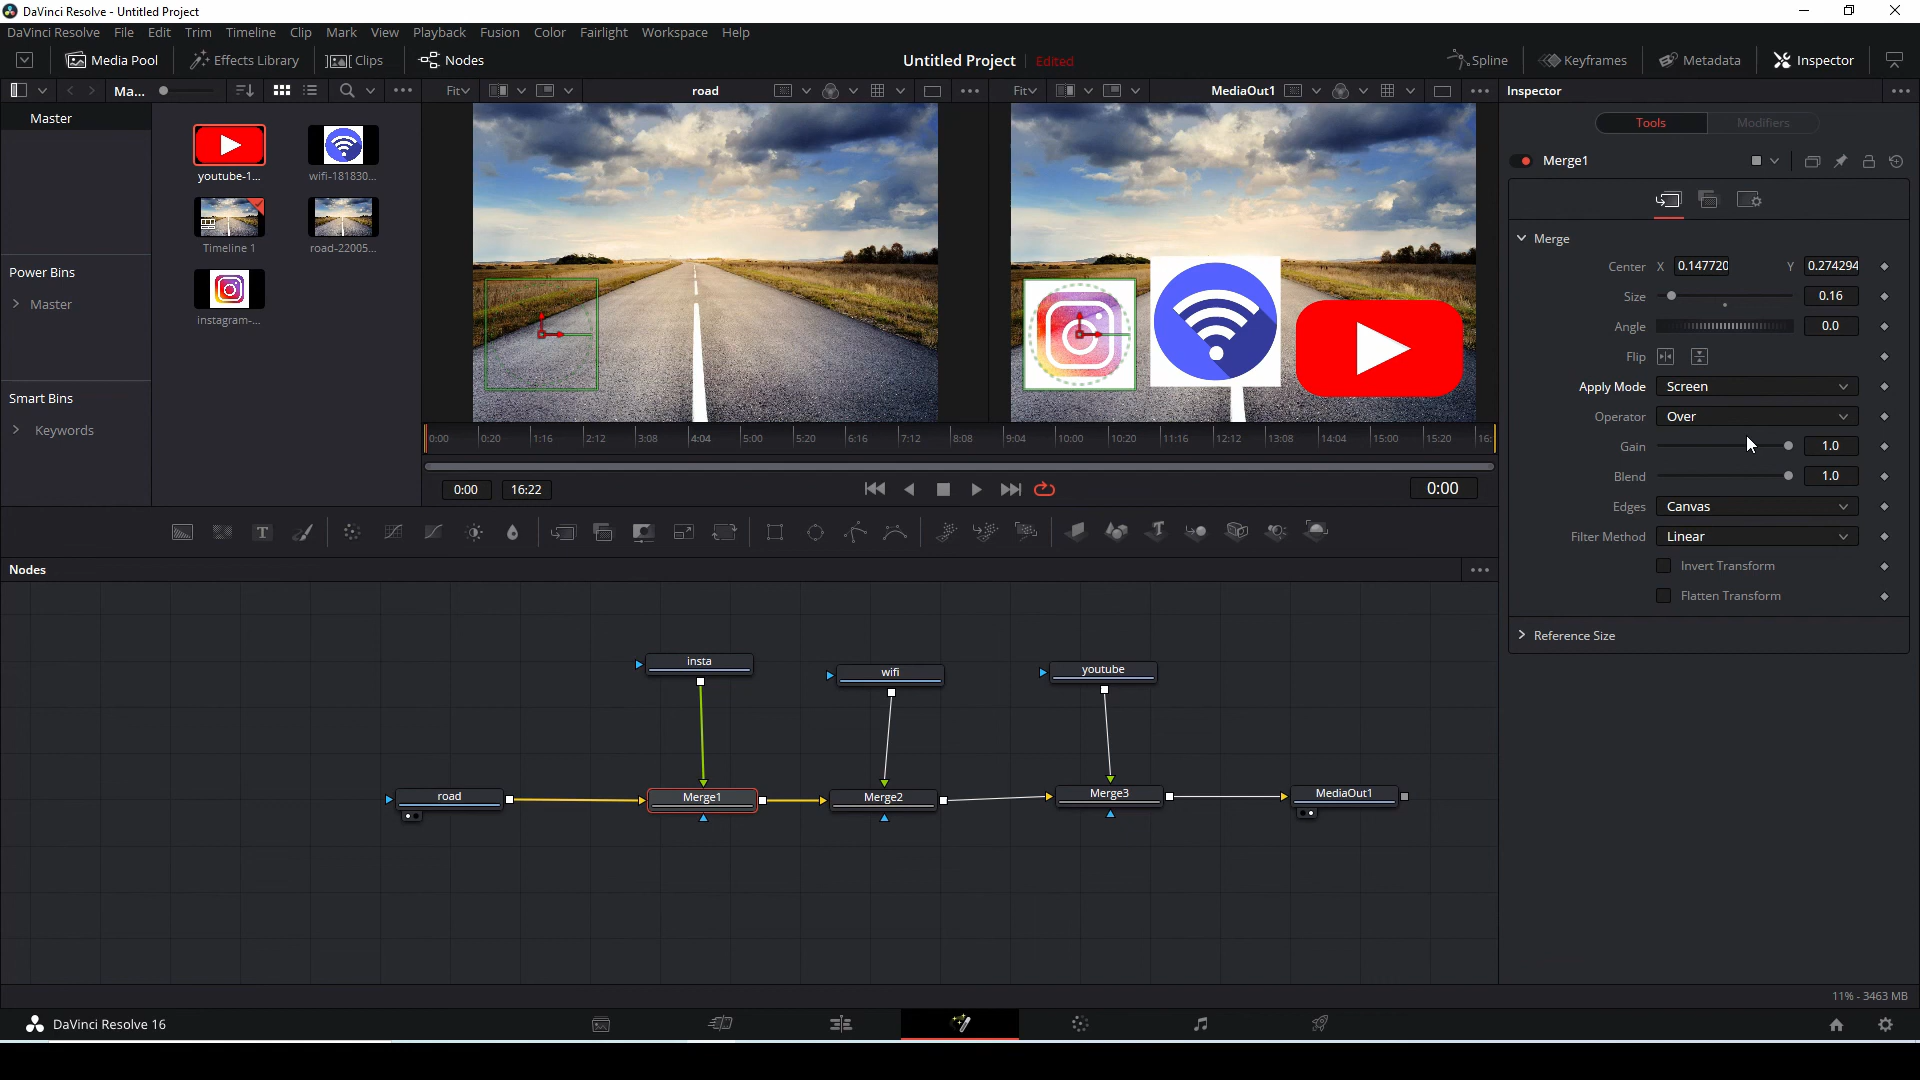 DaVinci Resolve - Untitled Project
DaVinci Resolve File Edit Trim Timeline Clip Mark View Playback Fusion Color Fairlight Workspace Help
Media Pool Effects Library Clips Nodes Untitled Project Edited Spline Keyframes Metadata Inspector
Ma... Fit road Fit MediaOut1 Inspector
Master
Tools Modifiers
youtube-1... wifi-181830...
Merge1
Timeline 1 road-22005...
instagram-...
Power Bins
Master
Smart Bins
Keywords
Merge
Center X 0.147720 Y 0.274294
Size 0.16
Angle 0.0
Flip
Apply Mode Screen
Operator Over
Gain 1.0
Blend 1.0
Edges Canvas
Filter Method Linear
Invert Transform
Flatten Transform
Reference Size
0:00 0:20 1:16 2:12 3:08 4:04 5:00 5:20 6:16 7:12 8:08 9:04 10:00 10:20 11:16 12:12 13:08 14:04 15:00 15:20 16:
0:00 16:22 0:00
Nodes
insta wifi youtube
road Merge1 Merge2 Merge3 MediaOut1
11% - 3463 MB
DaVinci Resolve 16